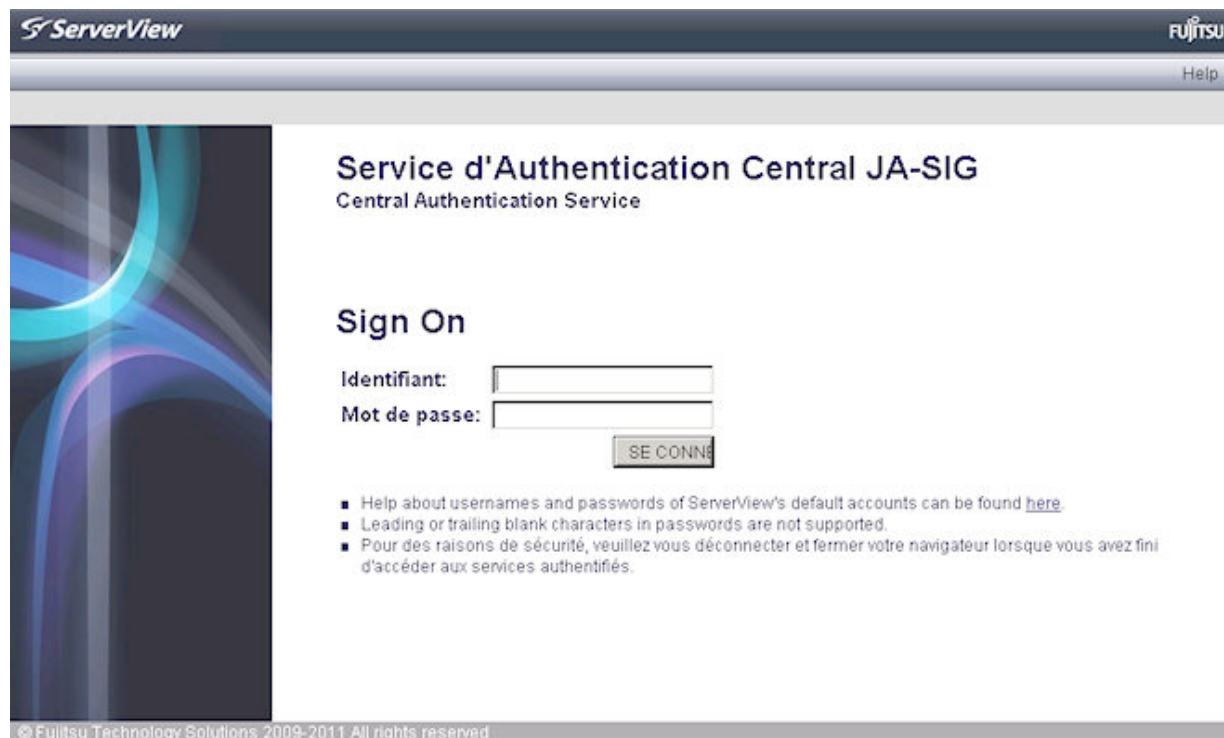 ServerView
FUJITSU
Help
Service d'Authentication Central JA-SIG
Central Authentication Service
Sign On
Identifiant:
Mot de passe:
SE CONNE
Help about usernames and passwords of ServerView's default accounts can be found here.
Leading or trailing blank characters in passwords are not supported.
Pour des raisons de sécurité, veuillez vous déconnecter et fermer votre navigateur lorsque vous avez fini
d'accéder aux services authentifiés.
© Fujitsu Technology Solutions 2009-2011 All rights reserved